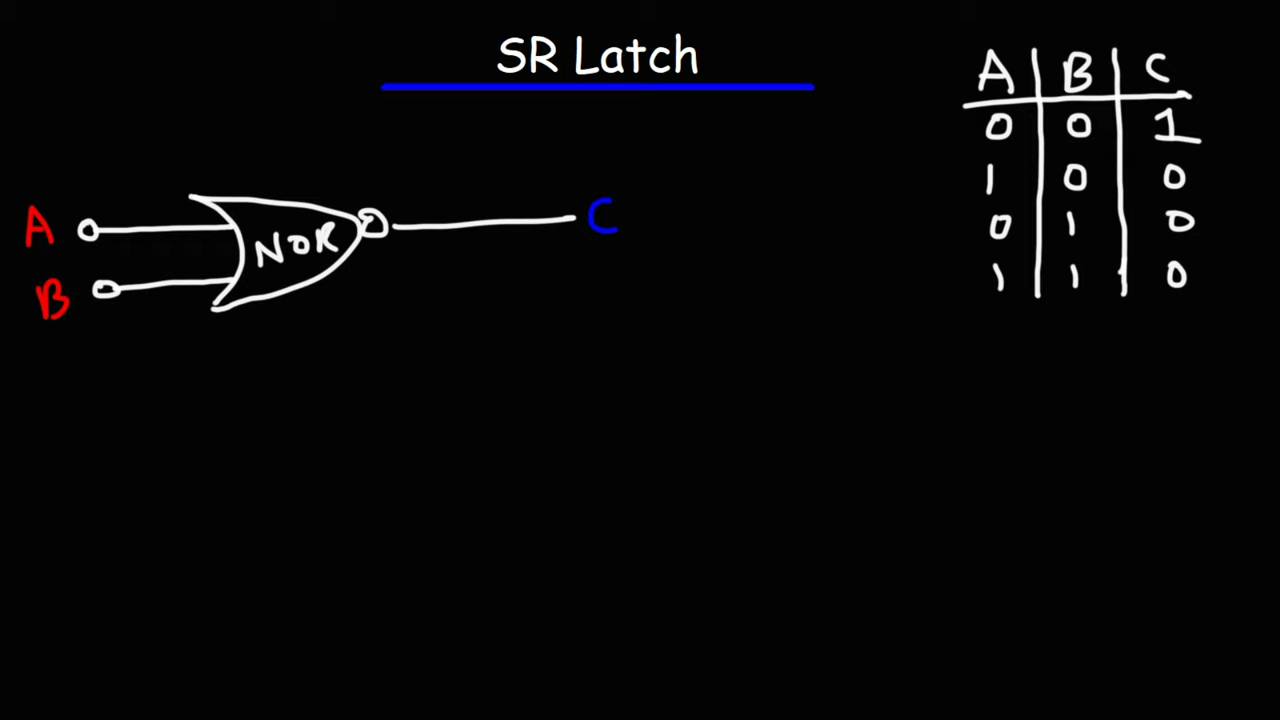 SR Latch
A B C
0 0 1
1 0 0
0 1 0
1 1 0
A
B
NOR
C